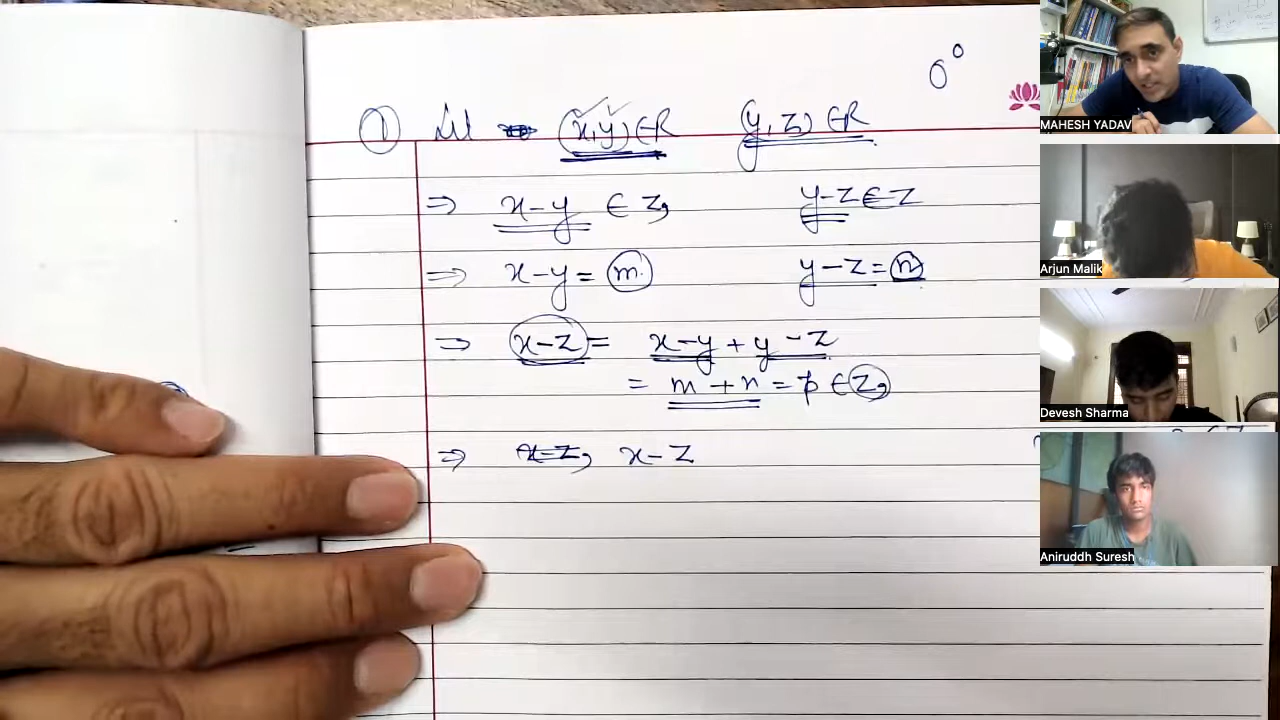 0°
① Let (x, y) ∈ R (y, z) ∈ R
⇒ x - y ∈ Z, y - z ∈ Z
⇒ x - y = m y - z = n
⇒ x - z = x - y + y - z
= m + n = p ∈ Z,
⇒ x - z, x - z
MAHESH YADAV
Arjun Malik
Devesh Sharma
Aniruddh Suresh